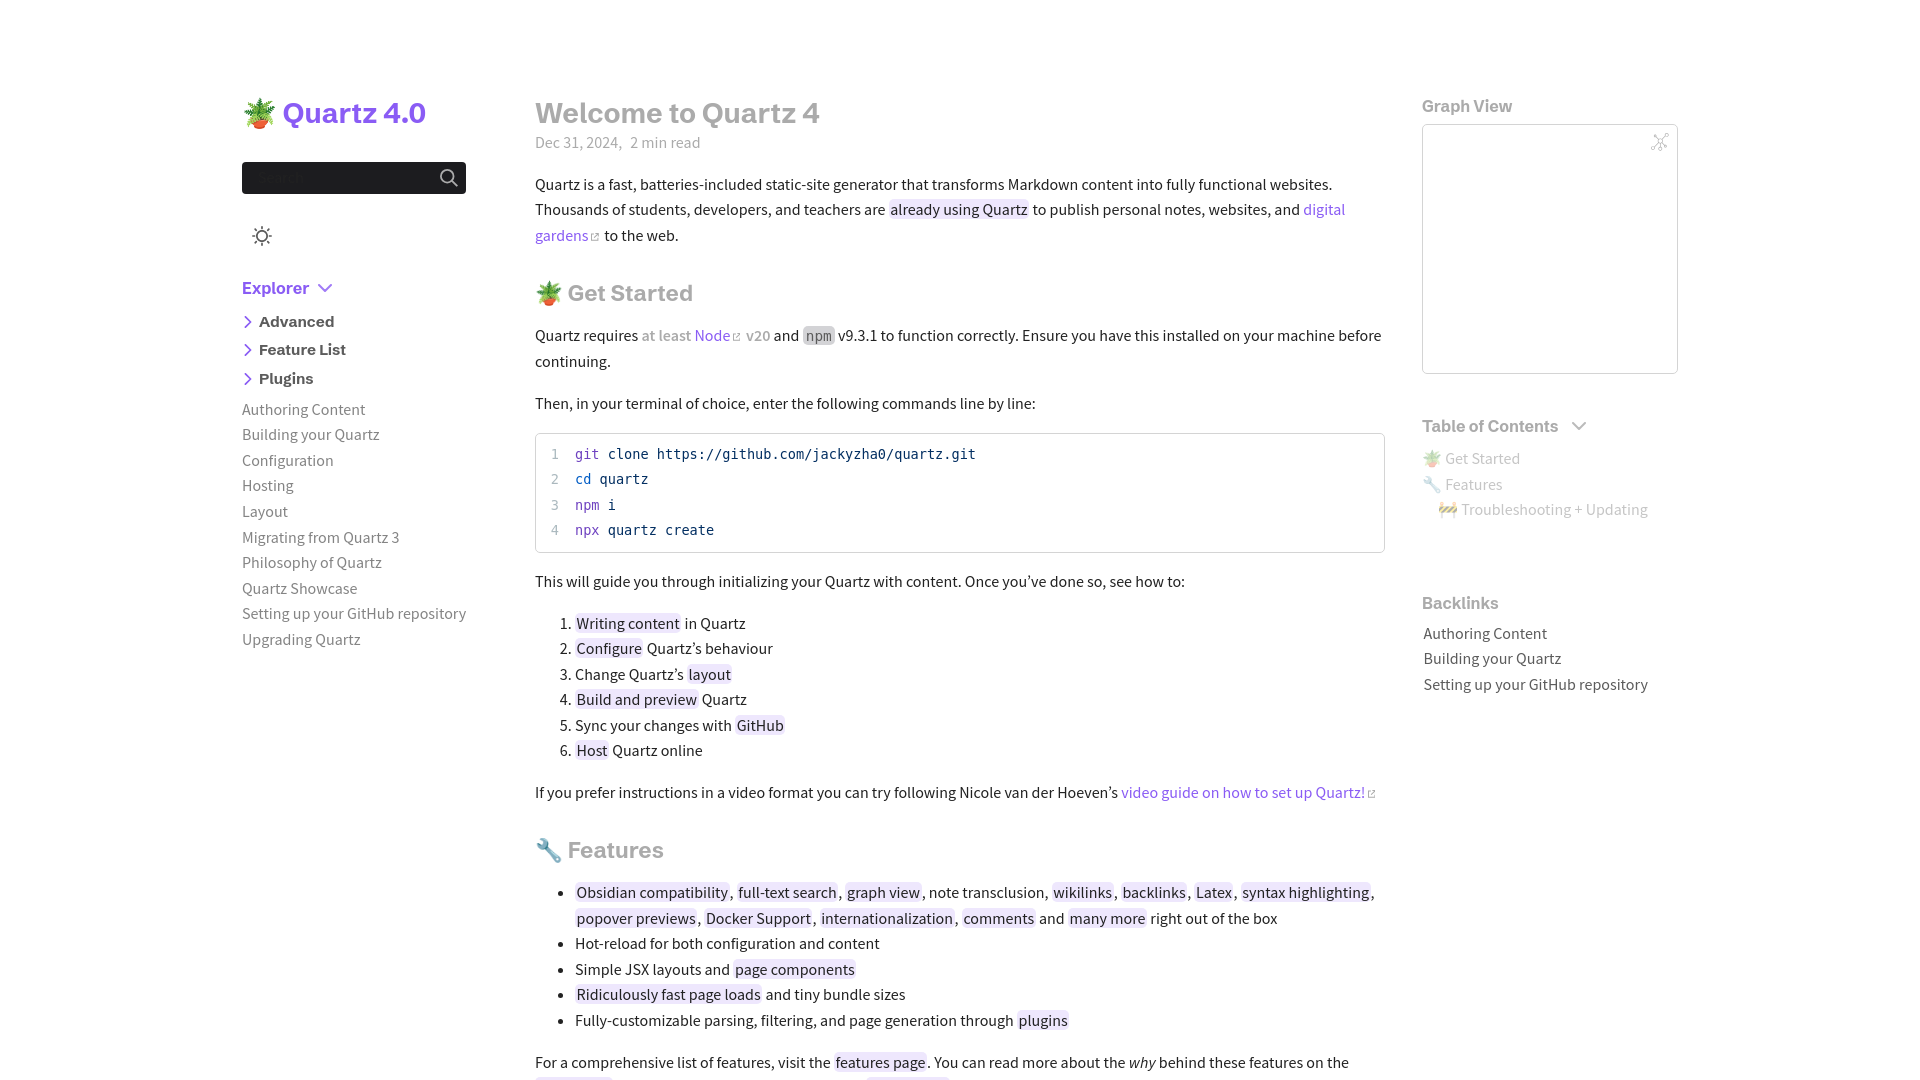 Quartz 4.0
Search
Explorer
Advanced
Feature List
Plugins
Authoring Content
Building your Quartz
Configuration
Hosting
Layout
Migrating from Quartz 3
Philosophy of Quartz
Quartz Showcase
Setting up your GitHub repository
Upgrading Quartz
Welcome to Quartz 4
Dec 31, 2024, 2 min read
Quartz is a fast, batteries-included static-site generator that transforms Markdown content into fully functional websites.
Thousands of students, developers, and teachers are already using Quartz to publish personal notes, websites, and digital
gardens to the web.
Get Started
Quartz requires at least Node v20 and npm v9.3.1 to function correctly. Ensure you have this installed on your machine before
continuing.
Then, in your terminal of choice, enter the following commands line by line:
1 git clone https://github.com/jackyzha0/quartz.git
2 cd quartz
3 npm i
4 npx quartz create
This will guide you through initializing your Quartz with content. Once you’ve done so, see how to:
1. Writing content in Quartz
2. Configure Quartz’s behaviour
3. Change Quartz’s layout
4. Build and preview Quartz
5. Sync your changes with GitHub
6. Host Quartz online
If you prefer instructions in a video format you can try following Nicole van der Hoeven’s video guide on how to set up Quartz!
Features
• Obsidian compatibility, full-text search, graph view, note transclusion, wikilinks, backlinks, Latex, syntax highlighting,
popover previews, Docker Support, internationalization, comments and many more right out of the box
• Hot-reload for both configuration and content
• Simple JSX layouts and page components
• Ridiculously fast page loads and tiny bundle sizes
• Fully-customizable parsing, filtering, and page generation through plugins
For a comprehensive list of features, visit the features page. You can read more about the why behind these features on the
Graph View
Table of Contents
Get Started
Features
Troubleshooting + Updating
Backlinks
Authoring Content
Building your Quartz
Setting up your GitHub repository